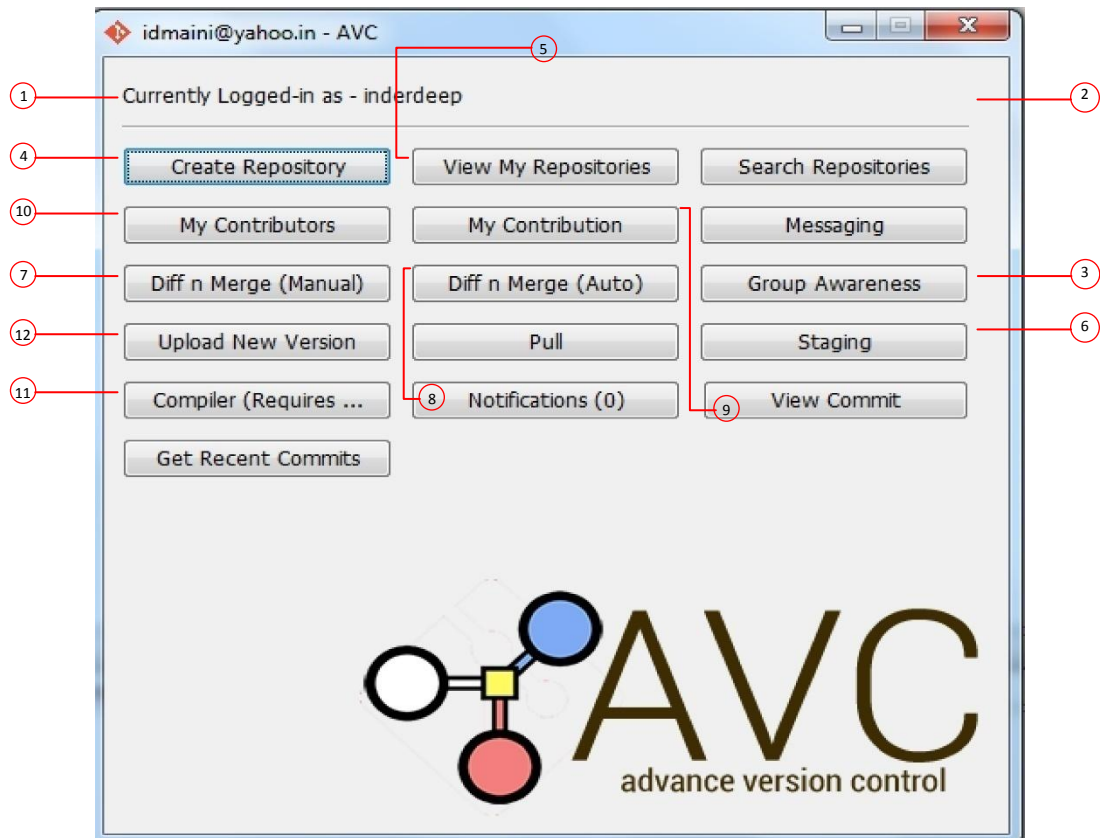 idmaini@yahoo.in - AVC
5
1 Currently Logged-in as - inderdeep 2
4 Create Repository View My Repositories Search Repositories
10 My Contributors My Contribution Messaging
7 Diff n Merge (Manual) Diff n Merge (Auto) Group Awareness 3
12 Upload New Version Pull Staging 6
11 Compiler (Requires ... 8 Notifications (0) 9 View Commit
Get Recent Commits
AVC
advance version control